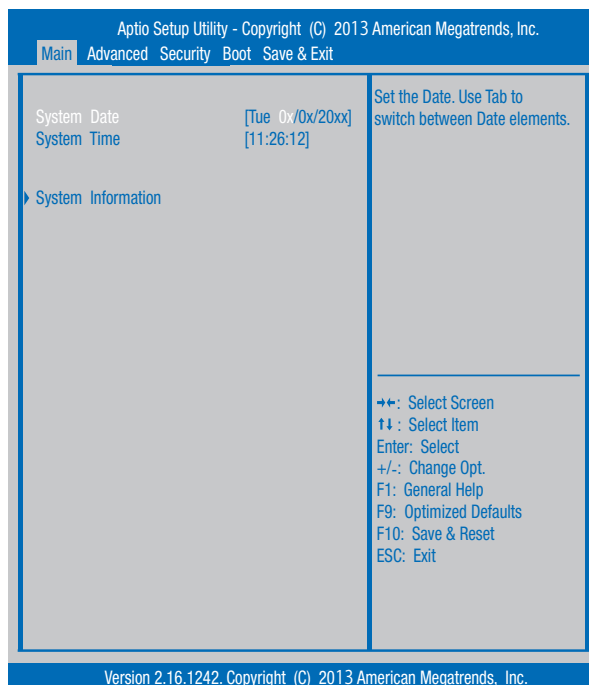 Aptio Setup Utility - Copyright (C) 2013 American Megatrends, Inc.
Main Advanced Security Boot Save & Exit
System Date [Tue 0x/0x/20xx]
System Time [11:26:12]
System Information
Set the Date. Use Tab to
switch between Date elements.
→←: Select Screen
↑↓ : Select Item
Enter: Select
+/-: Change Opt.
F1: General Help
F9: Optimized Defaults
F10: Save & Reset
ESC: Exit
Version 2.16.1242. Copyright (C) 2013 American Megatrends, Inc.